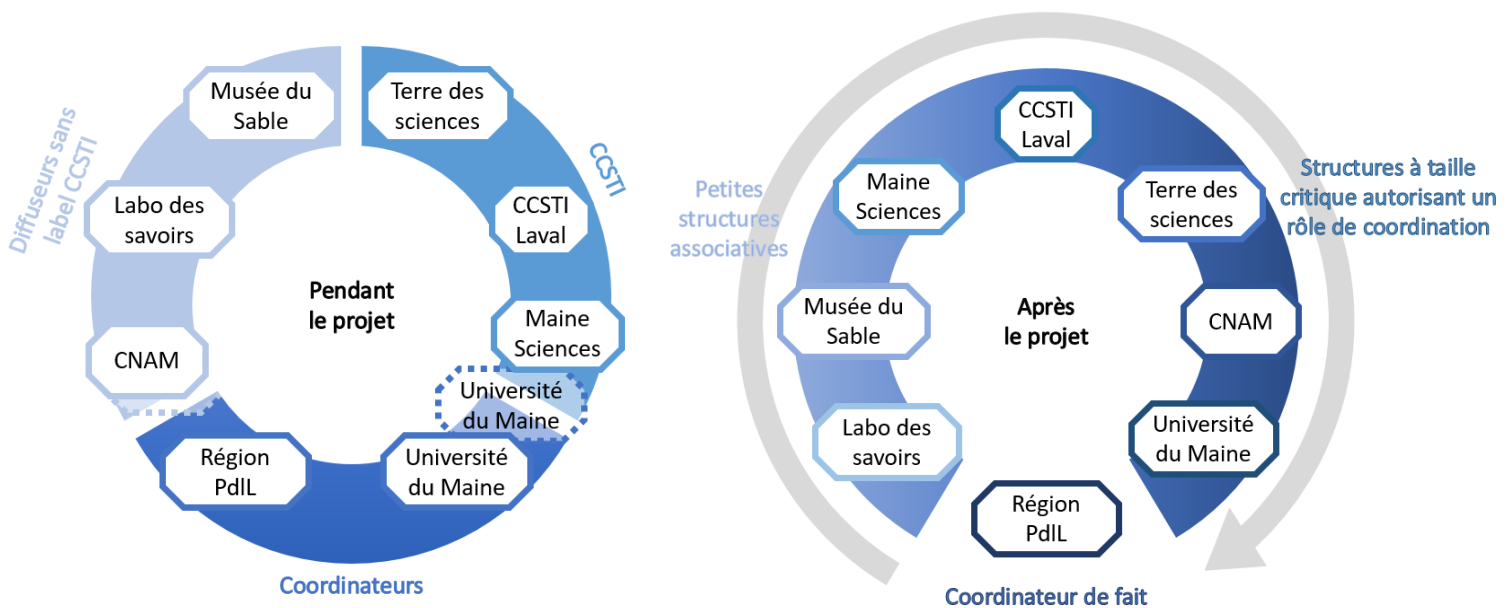 Musée du
Sable
Terre des
sciences
Diffuseurs sans
label CCSTI
CCSTI
Labo des
savoirs
CCSTI
Laval
Pendant
le projet
Maine
Sciences
CNAM
Université
du Maine
Région
PdlL
Université
du Maine
Coordinateurs
CCSTI
Laval
Petites
structures
associatives
Maine
Sciences
Terre des
sciences
Structures à taille
critique autorisant un
rôle de coordination
Musée du
Sable
Après
le projet
CNAM
Labo des
savoirs
Université
du Maine
Région
PdlL
Coordinateur de fait